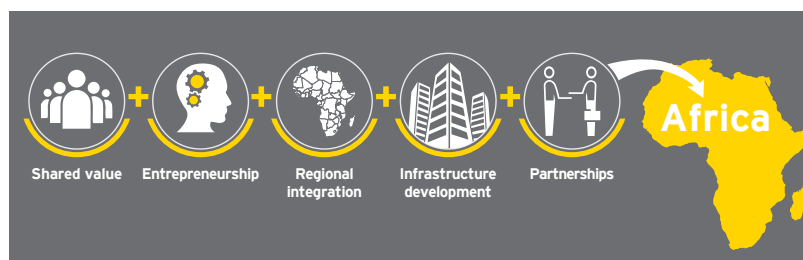 Shared value
Entrepreneurship
Regional
integration
Infrastructure
development
Partnerships
Africa